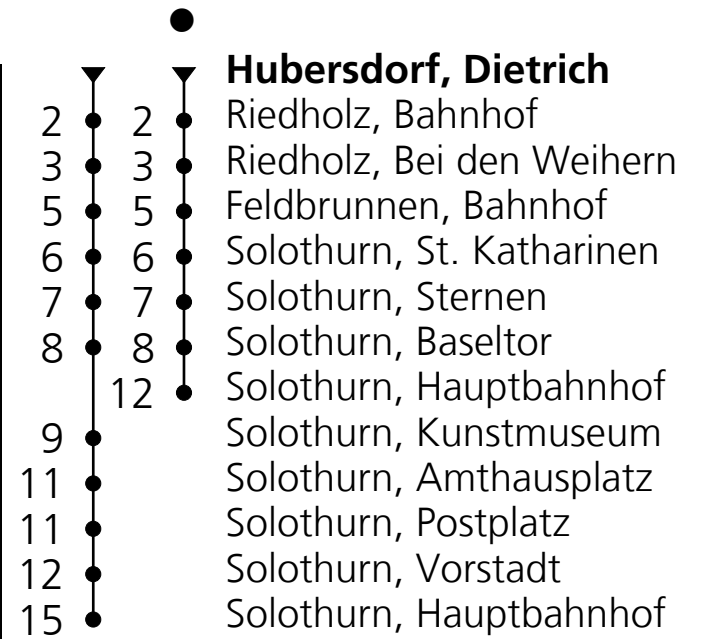 Hubersdorf, Dietrich
2 2 Riedholz, Bahnhof
3 3 Riedholz, Bei den Weihern
5 5 Feldbrunnen, Bahnhof
6 6 Solothurn, St. Katharinen
7 7 Solothurn, Sternen
8 8 Solothurn, Baseltor
12 Solothurn, Hauptbahnhof
9 Solothurn, Kunstmuseum
11 Solothurn, Amthausplatz
11 Solothurn, Postplatz
12 Solothurn, Vorstadt
15 Solothurn, Hauptbahnhof